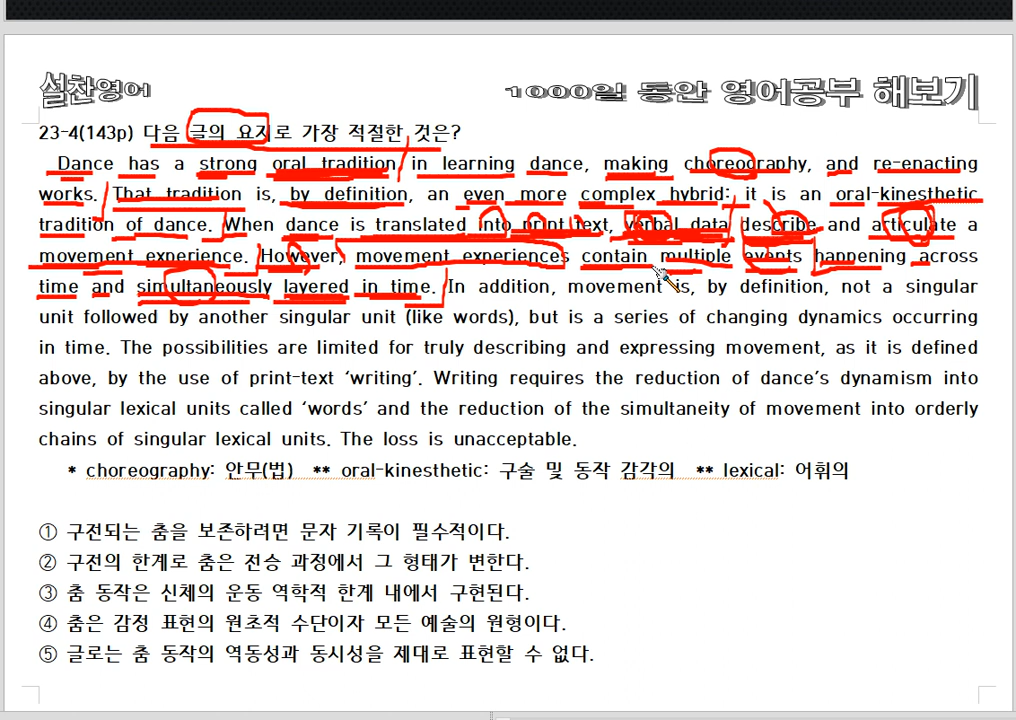 설찬영어 1000일 동안 영어공부 해보기
23-4(143p) 다음 글의 요지로 가장 적절한 것은?
Dance has a strong oral tradition in learning dance, making choreography, and re-enacting
works. That tradition is, by definition, an even more complex hybrid: it is an oral-kinesthetic
tradition of dance. When dance is translated into print text, verbal data describe and articulate a
movement experience. However, movement experiences contain multiple events happening across
time and simultaneously layered in time. In addition, movement is, by definition, not a singular
unit followed by another singular unit (like words), but is a series of changing dynamics occurring
in time. The possibilities are limited for truly describing and expressing movement, as it is defined
above, by the use of print-text ‘writing’. Writing requires the reduction of dance’s dynamism into
singular lexical units called ‘words’ and the reduction of the simultaneity of movement into orderly
chains of singular lexical units. The loss is unacceptable.
* choreography: 안무(법) ** oral-kinesthetic: 구술 및 동작 감각의 ** lexical: 어휘의
① 구전되는 춤을 보존하려면 문자 기록이 필수적이다.
② 구전의 한계로 춤은 전승 과정에서 그 형태가 변한다.
③ 춤 동작은 신체의 운동 역학적 한계 내에서 구현된다.
④ 춤은 감정 표현의 원초적 수단이자 모든 예술의 원형이다.
⑤ 글로는 춤 동작의 역동성과 동시성을 제대로 표현할 수 없다.